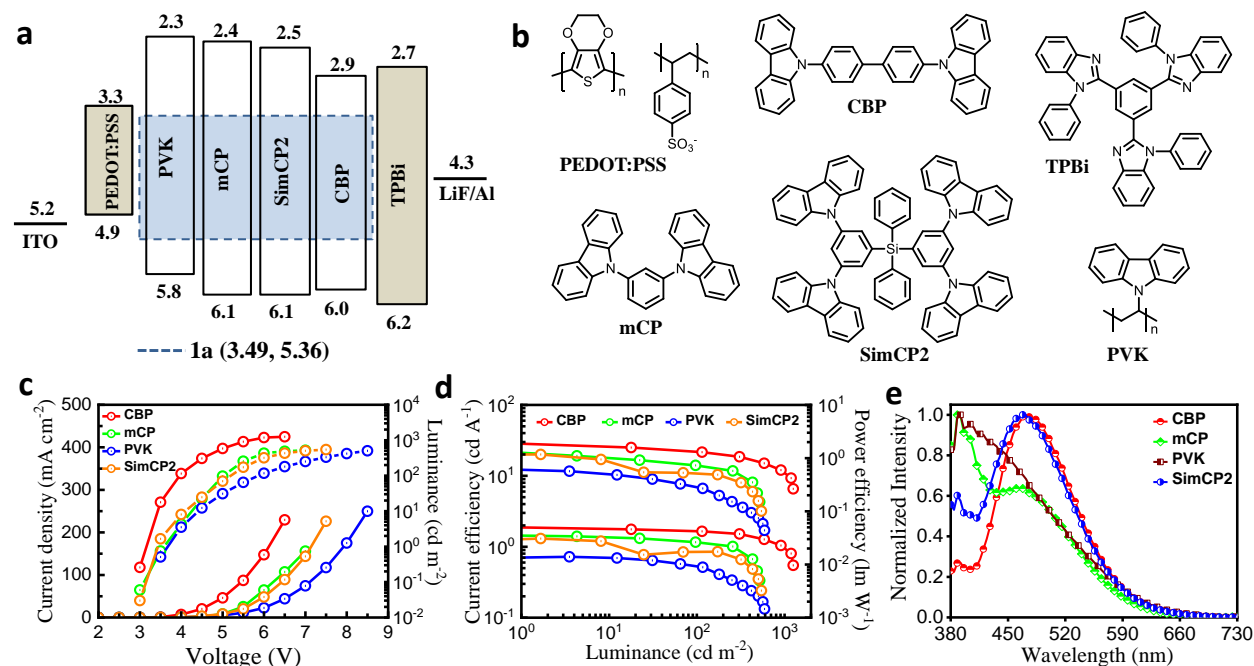 a
2.3
2.4
2.5
2.9
2.7
3.3
PEDOT:PSS
PVK
mCP
SimCP2
CBP
TPBi
4.3
LiF/Al
5.2
ITO
4.9
5.8
6.1
6.1
6.0
6.2
1a (3.49, 5.36)
b
O O
S
n
n
SO3-
PEDOT:PSS
N
N
CBP
N
N
N
N
N
N
TPBi
N
N
mCP
N
N
Si
N
N
SimCP2
N
n
PVK
c
CBP
mCP
PVK
SimCP2
Current density (mA cm-2)
500
400
300
200
100
0
2 3 4 5 6 7 8 9
Voltage (V)
10^4
10^3
10^2
10^1
10^0
10^-1
10^-2
Luminance (cd m-2)
d
CBP mCP PVK SimCP2
Current efficiency (cd A-1)
10^2
10^1
10^0
10^-1
10^0 10^1 10^2 10^3
Luminance (cd m-2)
10^1
10^0
10^-1
10^-2
10^-3
Power efficiency (lm W-1)
e
CBP
mCP
PVK
SimCP2
Normalized Intensity
1.0
0.8
0.6
0.4
0.2
0.0
380 450 520 590 660 730
Wavelength (nm)